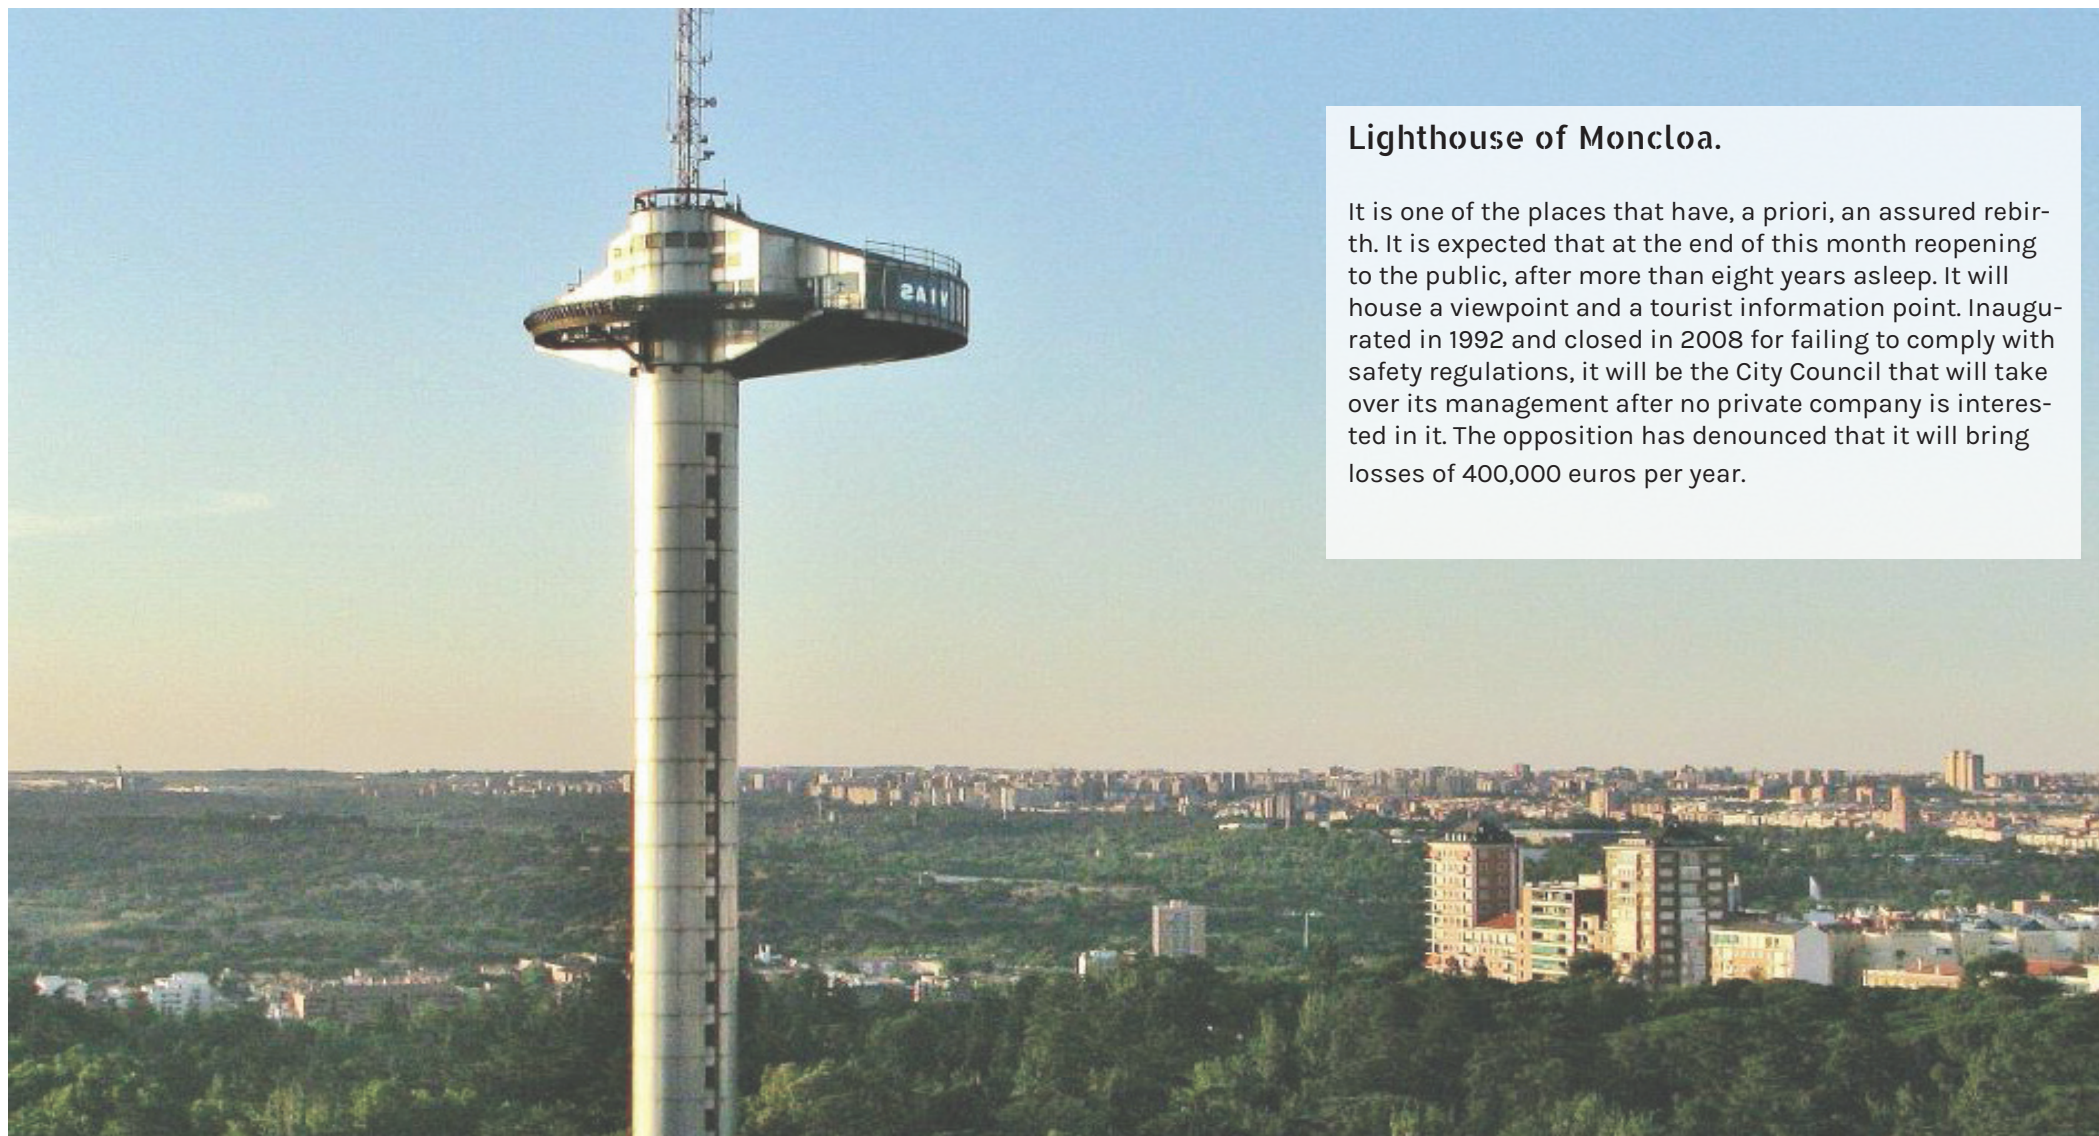 Lighthouse of Moncloa.
It is one of the places that have, a priori, an assured rebir-
th. It is expected that at the end of this month reopening
to the public, after more than eight years asleep. It will
house a viewpoint and a tourist information point. Inaugu-
rated in 1992 and closed in 2008 for failing to comply with
safety regulations, it will be the City Council that will take
over its management after no private company is interes-
ted in it. The opposition has denounced that it will bring
losses of 400,000 euros per year.
VIAS